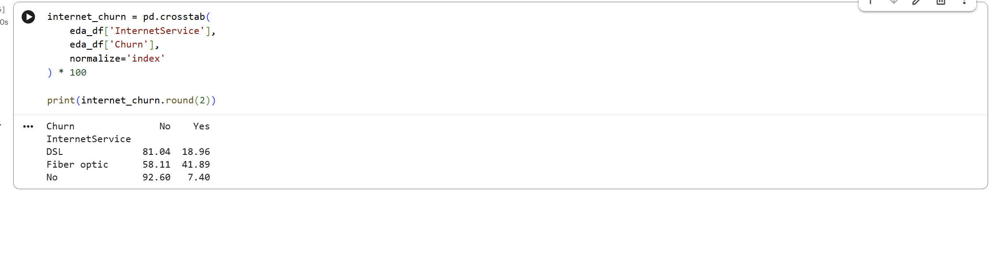 0s
internet_churn = pd.crosstab(
    eda_df['InternetService'],
    eda_df['Churn'],
    normalize='index'
) * 100

print(internet_churn.round(2))
Churn               No    Yes
InternetService
DSL              81.04  18.96
Fiber optic      58.11  41.89
No               92.60   7.40